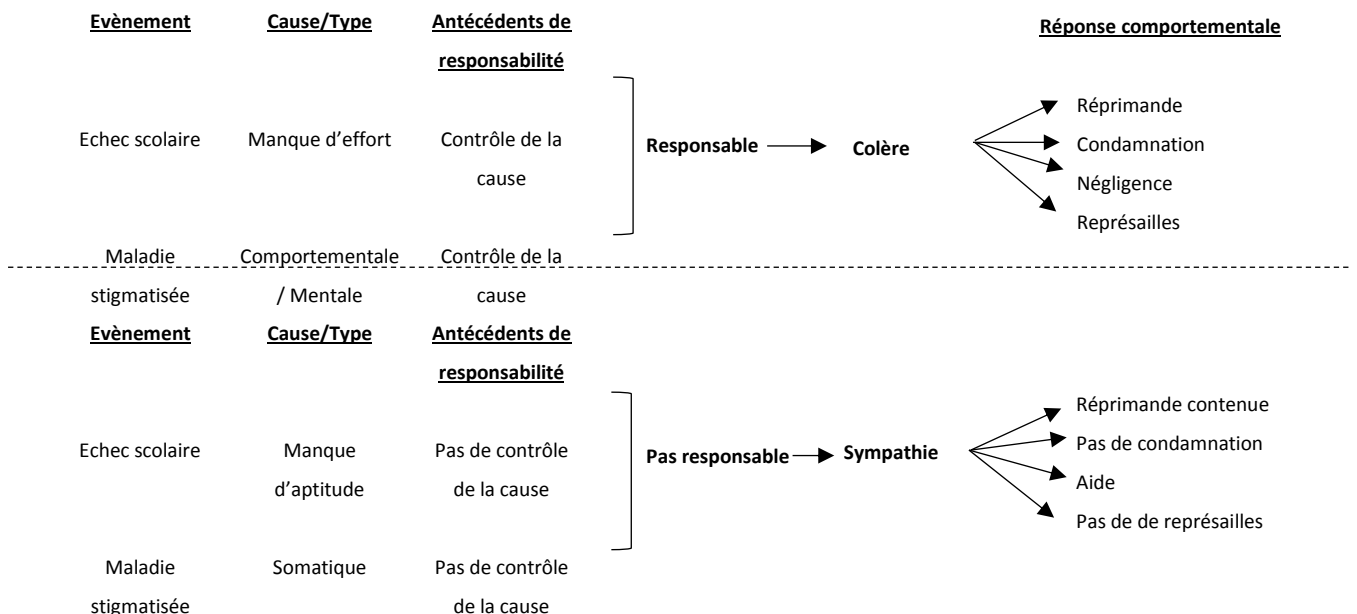 Evènement Cause/Type Antécédents de Réponse comportementale
responsabilité
Réprimande
Echec scolaire Manque d’effort Contrôle de la Responsable Colère Condamnation
cause
Négligence
Représailles
Maladie Comportementale Contrôle de la
stigmatisée / Mentale cause
Evènement Cause/Type Antécédents de
responsabilité
Réprimande contenue
Echec scolaire Manque Pas de contrôle Pas responsable Sympathie Pas de condamnation
d’aptitude de la cause
Aide
Pas de de représailles
Maladie Somatique Pas de contrôle
stigmatisée de la cause